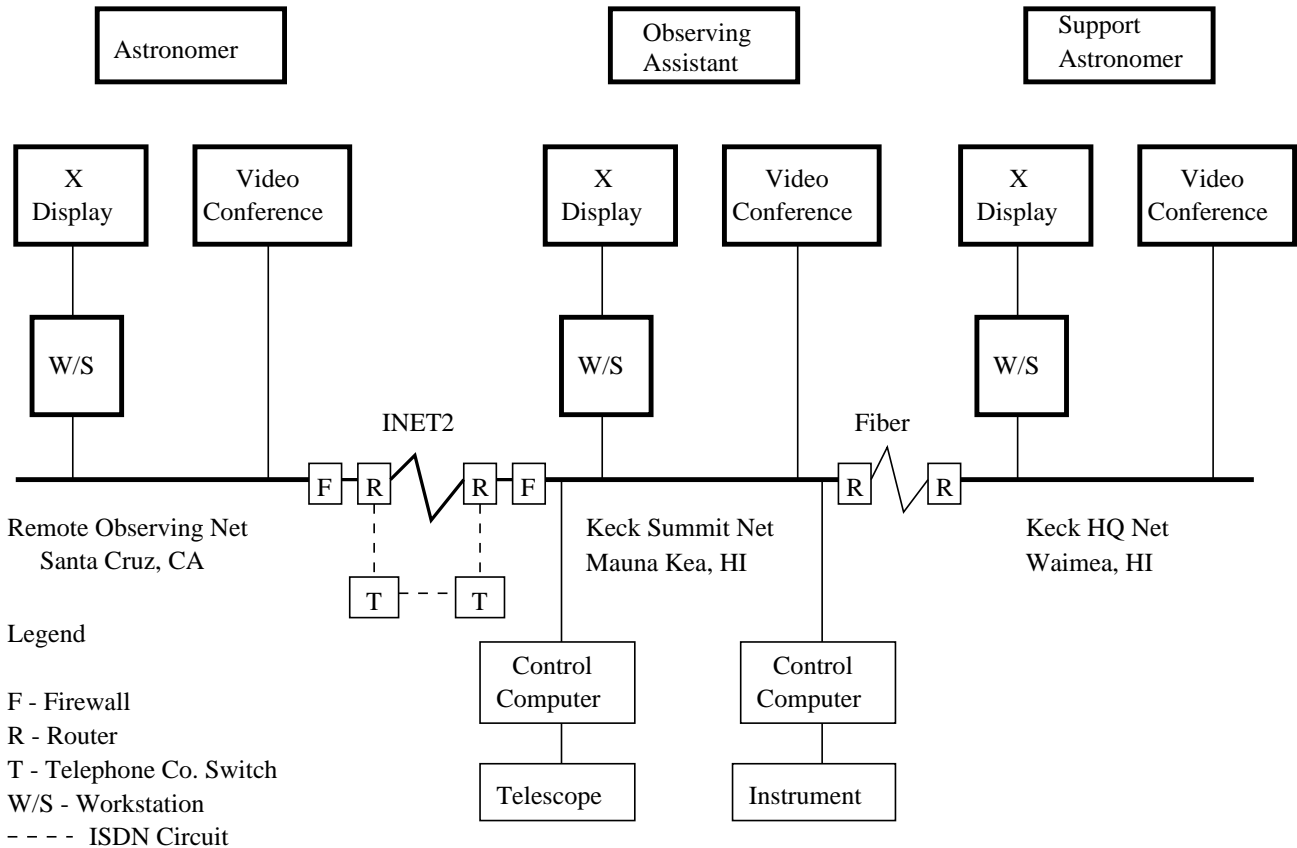 Astronomer
Observing
Assistant
Support
Astronomer
X
Display
Video
Conference
X
Display
Video
Conference
X
Display
Video
Conference
W/S
W/S
W/S
INET2
Fiber
F
R
R
F
R
R
Remote Observing Net
Santa Cruz, CA
Keck Summit Net
Mauna Kea, HI
Keck HQ Net
Waimea, HI
T
T
Legend
F - Firewall
R - Router
T - Telephone Co. Switch
W/S - Workstation
---- ISDN Circuit
Control
Computer
Control
Computer
Telescope
Instrument